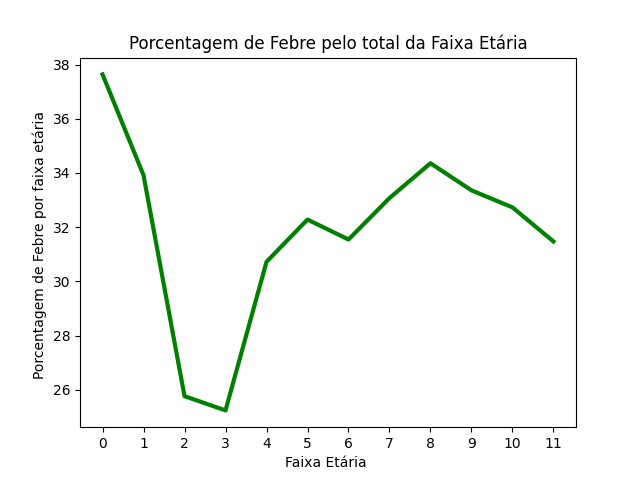 Porcentagem de Febre pelo total da Faixa Etária
Porcentagem de Febre por faixa etária
38
36
34
32
30
28
26
0 1 2 3 4 5 6 7 8 9 10 11
Faixa Etária